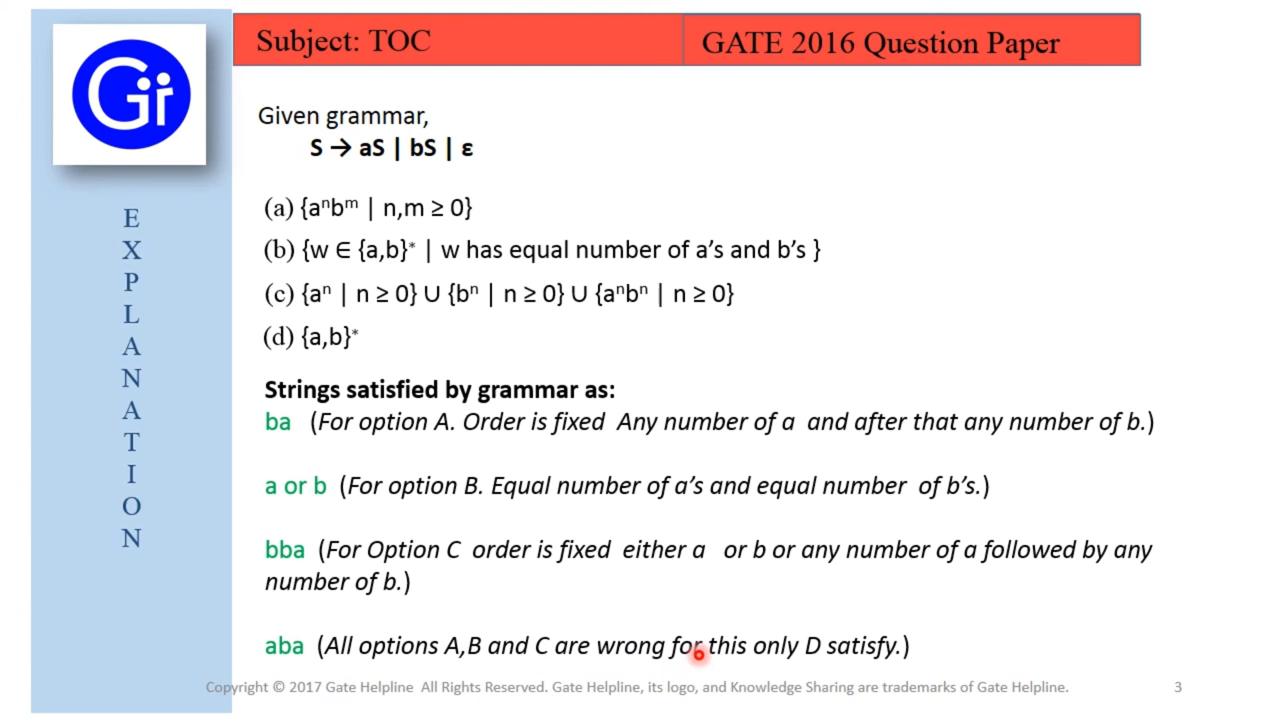 Subject: TOC
GATE 2016 Question Paper
Gi
E
X
P
L
A
N
A
T
I
O
N
Given grammar,
S → aS | bS | ε
(a) {aⁿbᵐ | n,m ≥ 0}
(b) {w ∈ {a,b}* | w has equal number of a’s and b’s }
(c) {aⁿ | n ≥ 0} ∪ {bⁿ | n ≥ 0} ∪ {aⁿbⁿ | n ≥ 0}
(d) {a,b}*
Strings satisfied by grammar as:
ba (For option A. Order is fixed Any number of a and after that any number of b.)
a or b (For option B. Equal number of a’s and equal number of b’s.)
bba (For Option C order is fixed either a or b or any number of a followed by any
number of b.)
aba (All options A,B and C are wrong for this only D satisfy.)
Copyright © 2017 Gate Helpline All Rights Reserved. Gate Helpline, its logo, and Knowledge Sharing are trademarks of Gate Helpline.
3